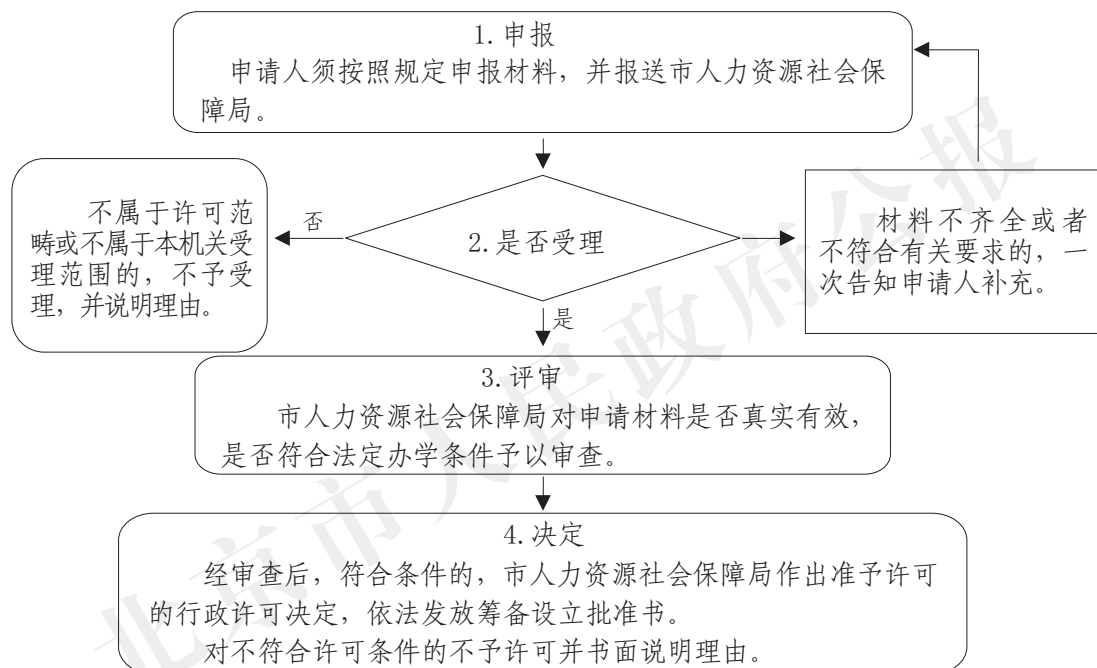 1.申报
申请人须按照规定申报材料，并报送市人力资源社会保
障局。
不属于许可范
畴或不属于本机关受
理范围的，不予受
理，并说明理由。
否
2.是否受理
材料不齐全或者
不符合有关要求的，一
次告知申请人补充。
是
3.评审
市人力资源社会保障局对申请材料是否真实有效，
是否符合法定办学条件予以审查。
4.决定
经审查后，符合条件的，市人力资源社会保障局作出准予许可
的行政许可决定，依法发放筹备设立批准书。
对不符合许可条件的不予许可并书面说明理由。
北京市人民政府公报